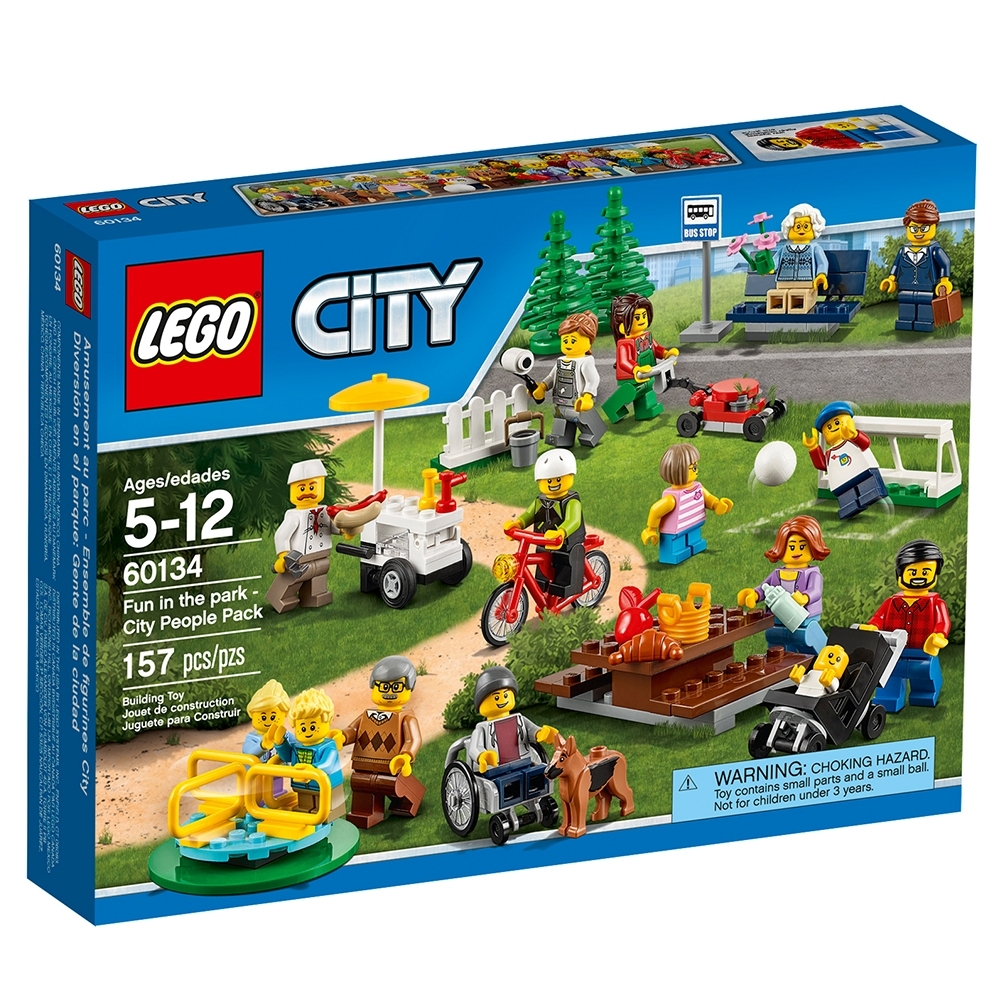 LEGO
CITY
60134
BUS STOP
LEGO
CITY
Ages/edades
5-12
60134
Fun in the park -
City People Pack
157 pcs/pzs
Building Toy
Jouet de construction
Juguete para Construir
WARNING: CHOKING HAZARD.
Toy contains small parts and a small ball.
Not for children under 3 years.
LEGO
60134
Amusement au parc - Ensemble de figurines City
Diversión en el parque: Gente de la ciudad